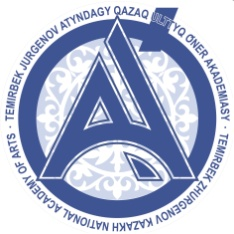 TEMIRBEK JURGENOV ATYNDAGY QAZAQ ULTTYQ ÓNER AKADEMIASY
TEMIRBEK ZHURGENOV KAZAKH NATIONAL ACADEMY OF ARTS